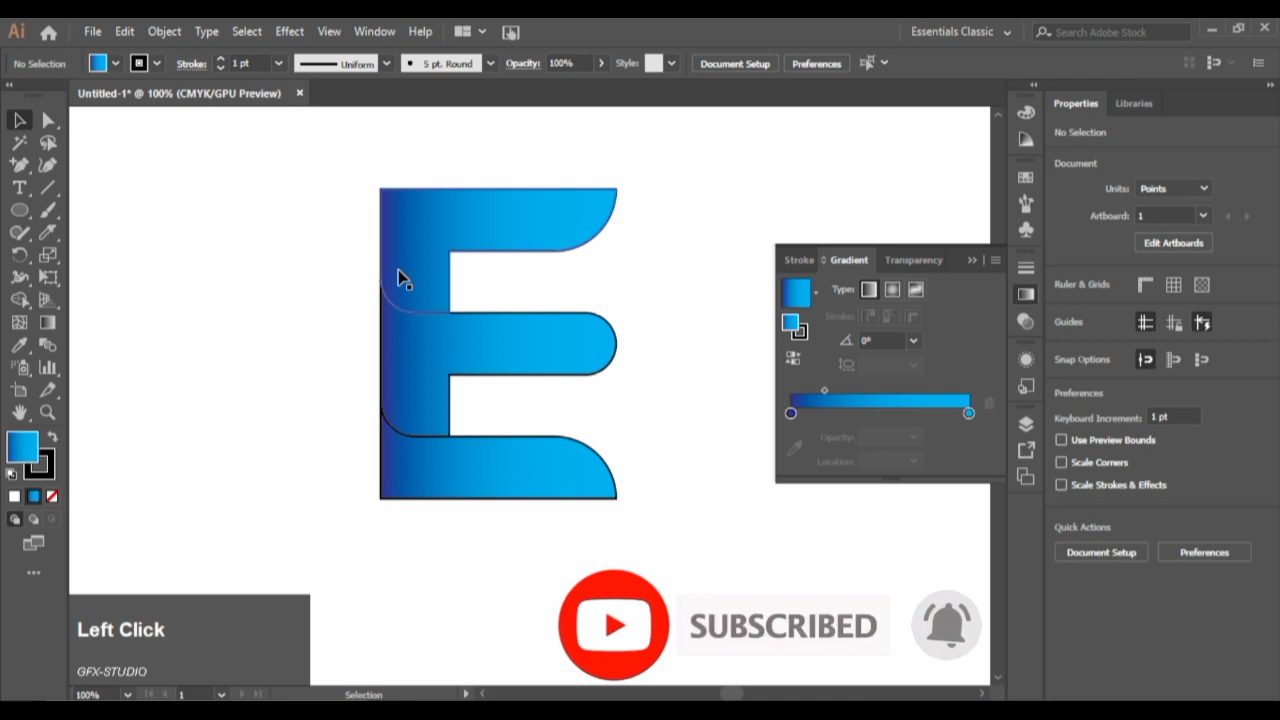 Ai File Edit Object Type Select Effect View Window Help Essentials Classic Search Adobe Stock
No Selection Stroke: 1 pt Uniform 5 pt. Round Opacity: 100% Style: Document Setup Preferences
Untitled-1* @ 100% (CMYK/GPU Preview) ×
Properties Libraries
No Selection
Document
Units: Points
Artboard: 1
Edit Artboards
Stroke Gradient Transparency
Type:
Stroke:
0°
Opacity:
Location:
Ruler & Grids
Guides
Snap Options
Preferences
Keyboard Increment: 1 pt
Use Preview Bounds
Scale Corners
Scale Strokes & Effects
Quick Actions
Document Setup Preferences
E
SUBSCRIBED
Left Click
GFX-STUDIO
100% 1 Selection